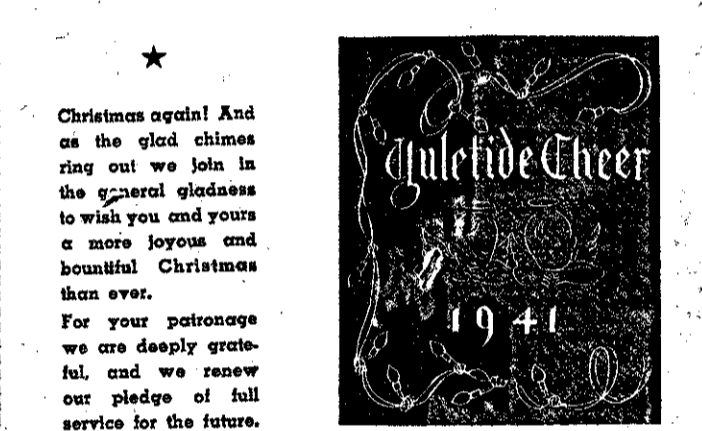 Christmas again! And
as the glad chimes
ring out we join in
the general gladness
to wish you and yours
a more joyous and
bountiful Christmas
than ever.
For your patronage
we are deeply grate-
ful, and we renew
our pledge of full
service for the future.
Yuletide Cheer
1941